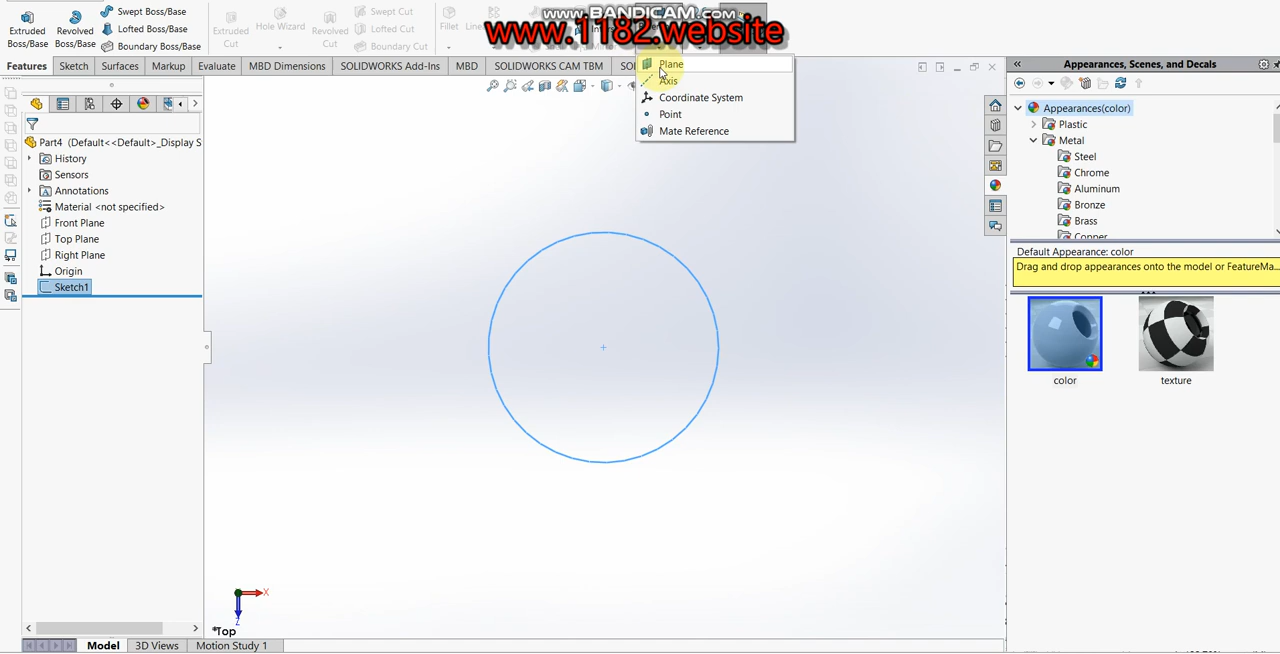 www.BANDICAM.com
www.1182.website
Extruded Boss/Base
Revolved Boss/Base
Swept Boss/Base
Lofted Boss/Base
Boundary Boss/Base
Extruded Cut
Hole Wizard
Revolved Cut
Swept Cut
Lofted Cut
Boundary Cut
Fillet
Features
Sketch
Surfaces
Markup
Evaluate
MBD Dimensions
SOLIDWORKS Add-Ins
MBD
SOLIDWORKS CAM TBM
Plane
Axis
Coordinate System
Point
Mate Reference
Part4 (Default<<Default>_Display S
History
Sensors
Annotations
Material <not specified>
Front Plane
Top Plane
Right Plane
Origin
Sketch1
X
Z
*Top
Model
3D Views
Motion Study 1
Appearances, Scenes, and Decals
Appearances(color)
Plastic
Metal
Steel
Chrome
Aluminum
Bronze
Brass
Copper
Default Appearance: color
Drag and drop appearances onto the model or FeatureMa...
color
texture